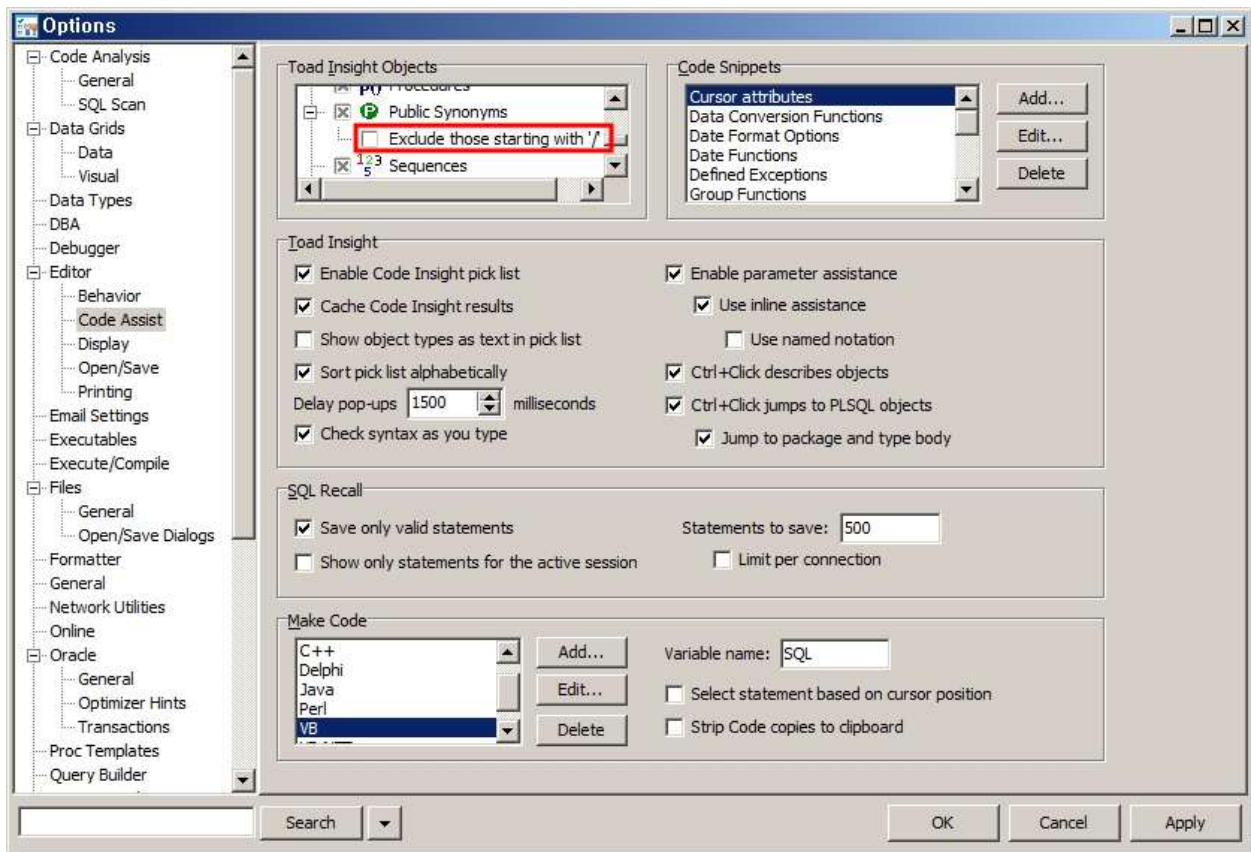 Options
Code Analysis
General
SQL Scan
Data Grids
Data
Visual
Data Types
DBA
Debugger
Editor
Behavior
Code Assist
Display
Open/Save
Printing
Email Settings
Executables
Execute/Compile
Files
General
Open/Save Dialogs
Formatter
General
Network Utilities
Online
Oracle
General
Optimizer Hints
Transactions
Proc Templates
Query Builder
Toad Insight Objects
Procedures
Public Synonyms
Exclude those starting with '/'
Sequences
Code Snippets
Cursor attributes
Data Conversion Functions
Date Format Options
Date Functions
Defined Exceptions
Group Functions
Add...
Edit...
Delete
Toad Insight
Enable Code Insight pick list
Cache Code Insight results
Show object types as text in pick list
Sort pick list alphabetically
Delay pop-ups 1500 milliseconds
Check syntax as you type
Enable parameter assistance
Use inline assistance
Use named notation
Ctrl+Click describes objects
Ctrl+Click jumps to PLSQL objects
Jump to package and type body
SQL Recall
Save only valid statements
Show only statements for the active session
Statements to save: 500
Limit per connection
Make Code
C++
Delphi
Java
Perl
VB
Add...
Edit...
Delete
Variable name: SQL
Select statement based on cursor position
Strip Code copies to clipboard
Search
OK
Cancel
Apply